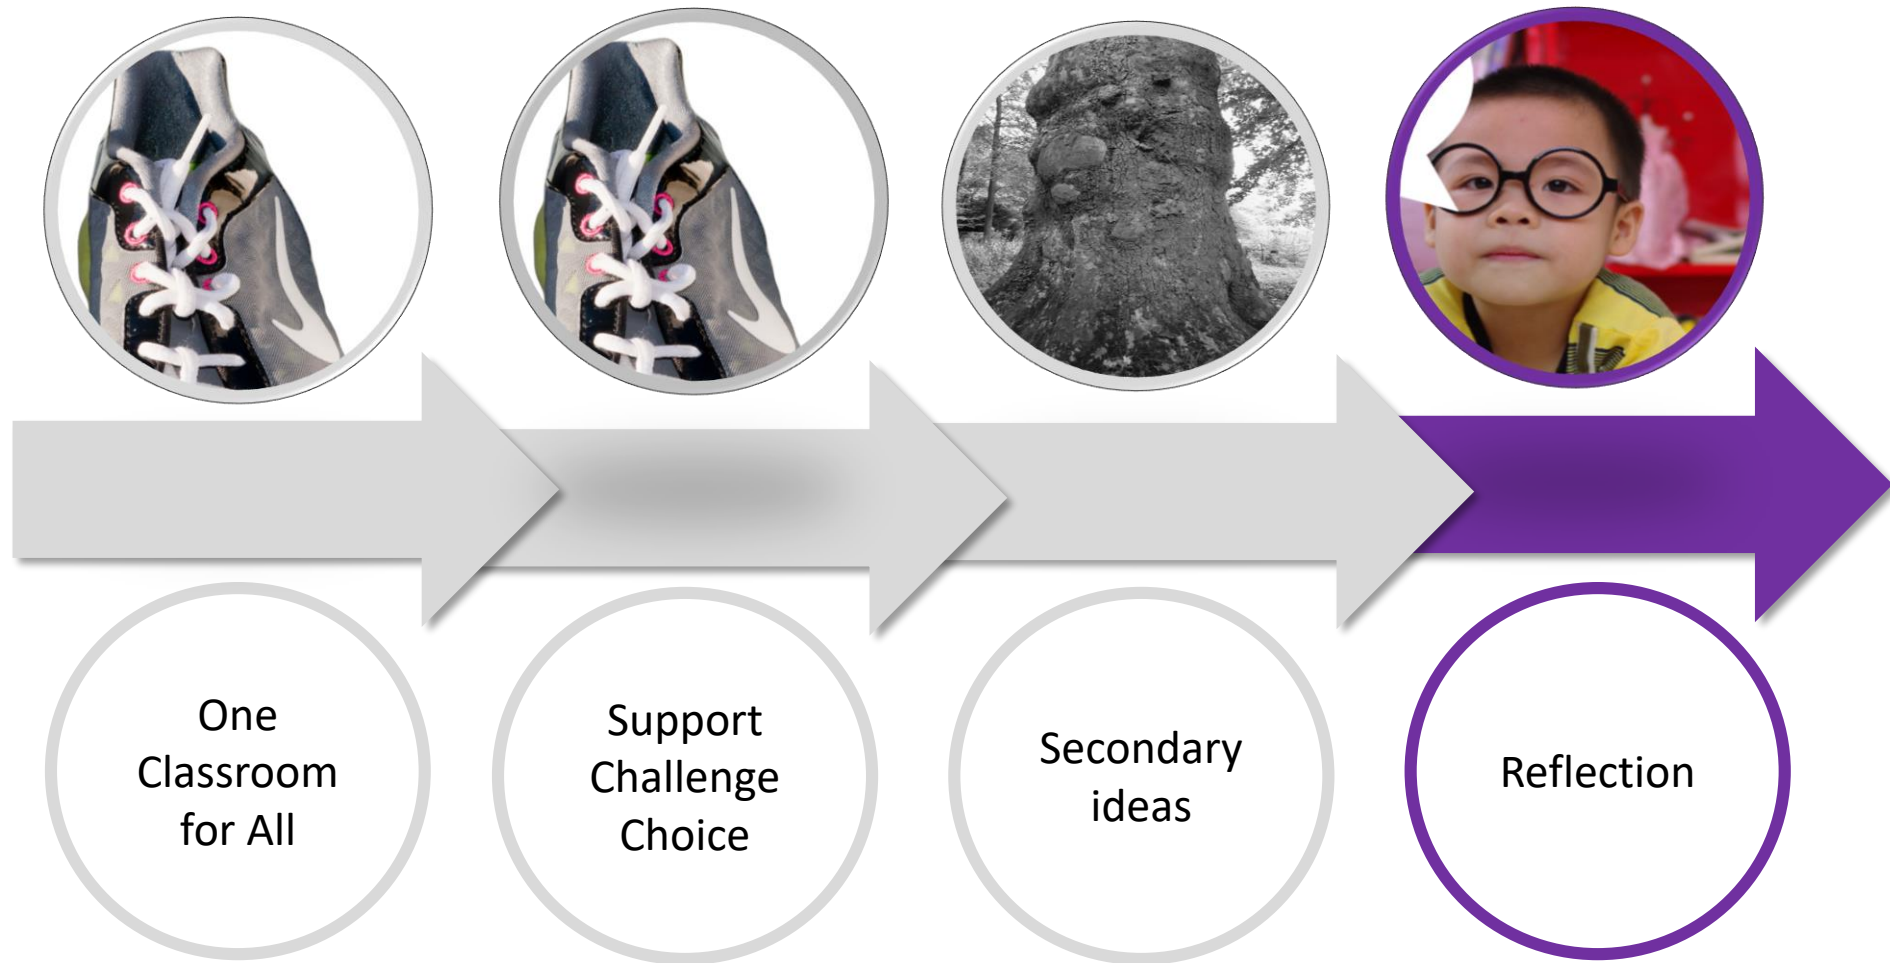 One
Classroom
for All
Support
Challenge
Choice
Secondary
ideas
Reflection